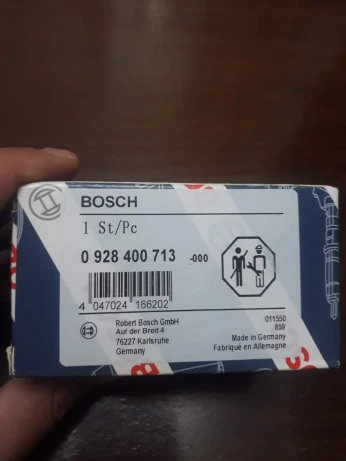 BOSCH
1 St/Pc
0 928 400 713 -000
4 047024 166202
Robert Bosch GmbH
Auf der Breit 4
76227 Karlsruhe
Germany
011550
859
Made in Germany
Fabriqué en Allemagne